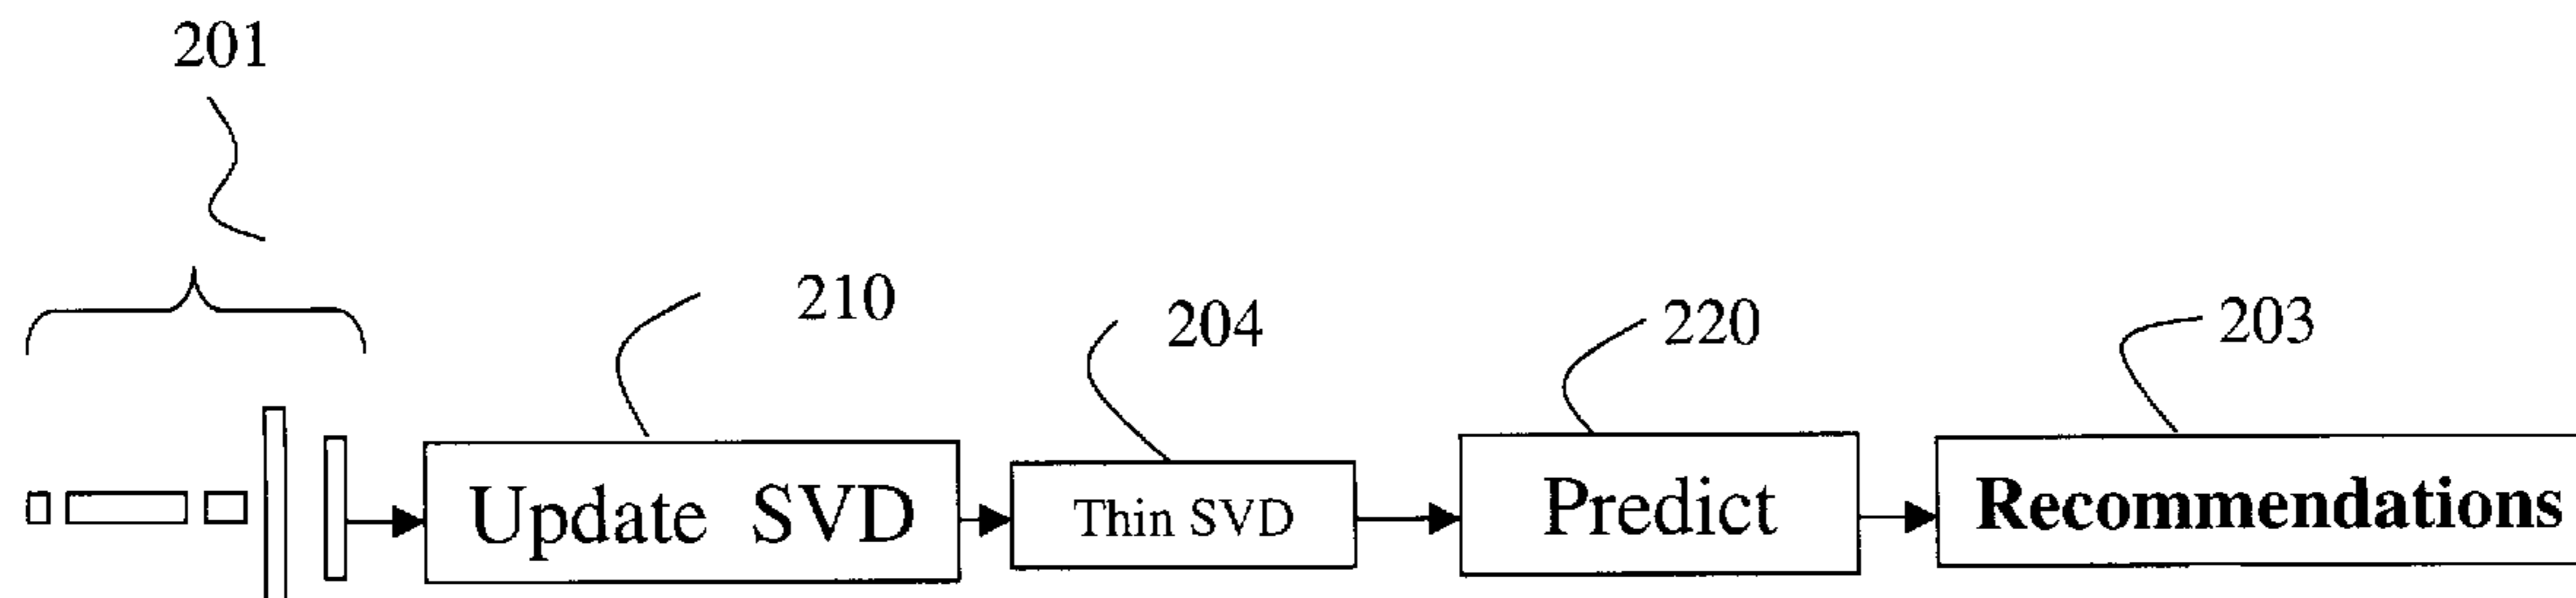 201
210
204
220
203
Update SVD
Thin SVD
Predict
Recommendations